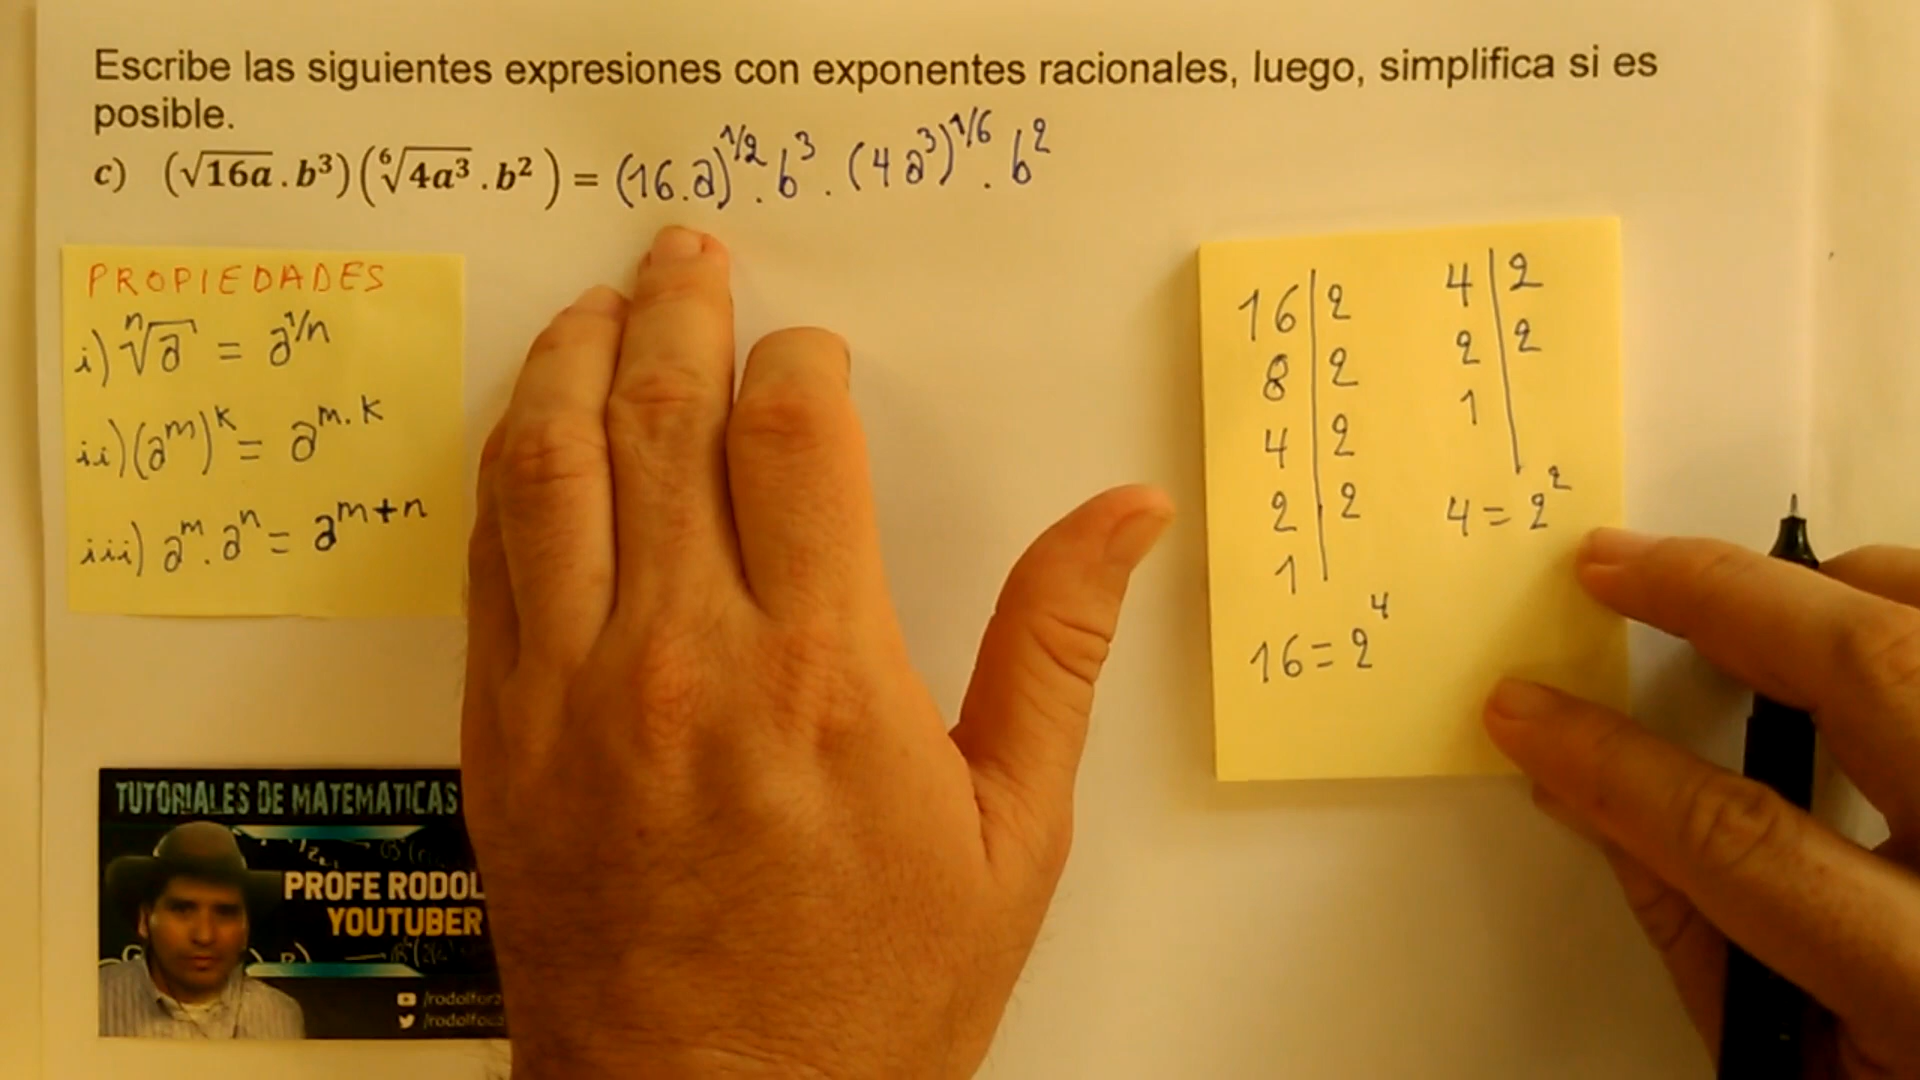 Escribe las siguientes expresiones con exponentes racionales, luego, simplifica si es
posible.
c) (√16a . b³)(⁶√4a³ . b²) = (16.a)^1/2 . b³ . (4a³)^1/6 . b²
PROPIEDADES
i) ⁿ√a = a^1/n
ii) (a^m)^k = a^m.k
iii) a^m . a^n = a^m+n
16 | 2
8 | 2
4 | 2
2 | 2
1
16 = 2⁴
4 | 2
2 | 2
1
4 = 2²
TUTORIALES DE MATEMATICAS
PROFE RODOL
YOUTUBER